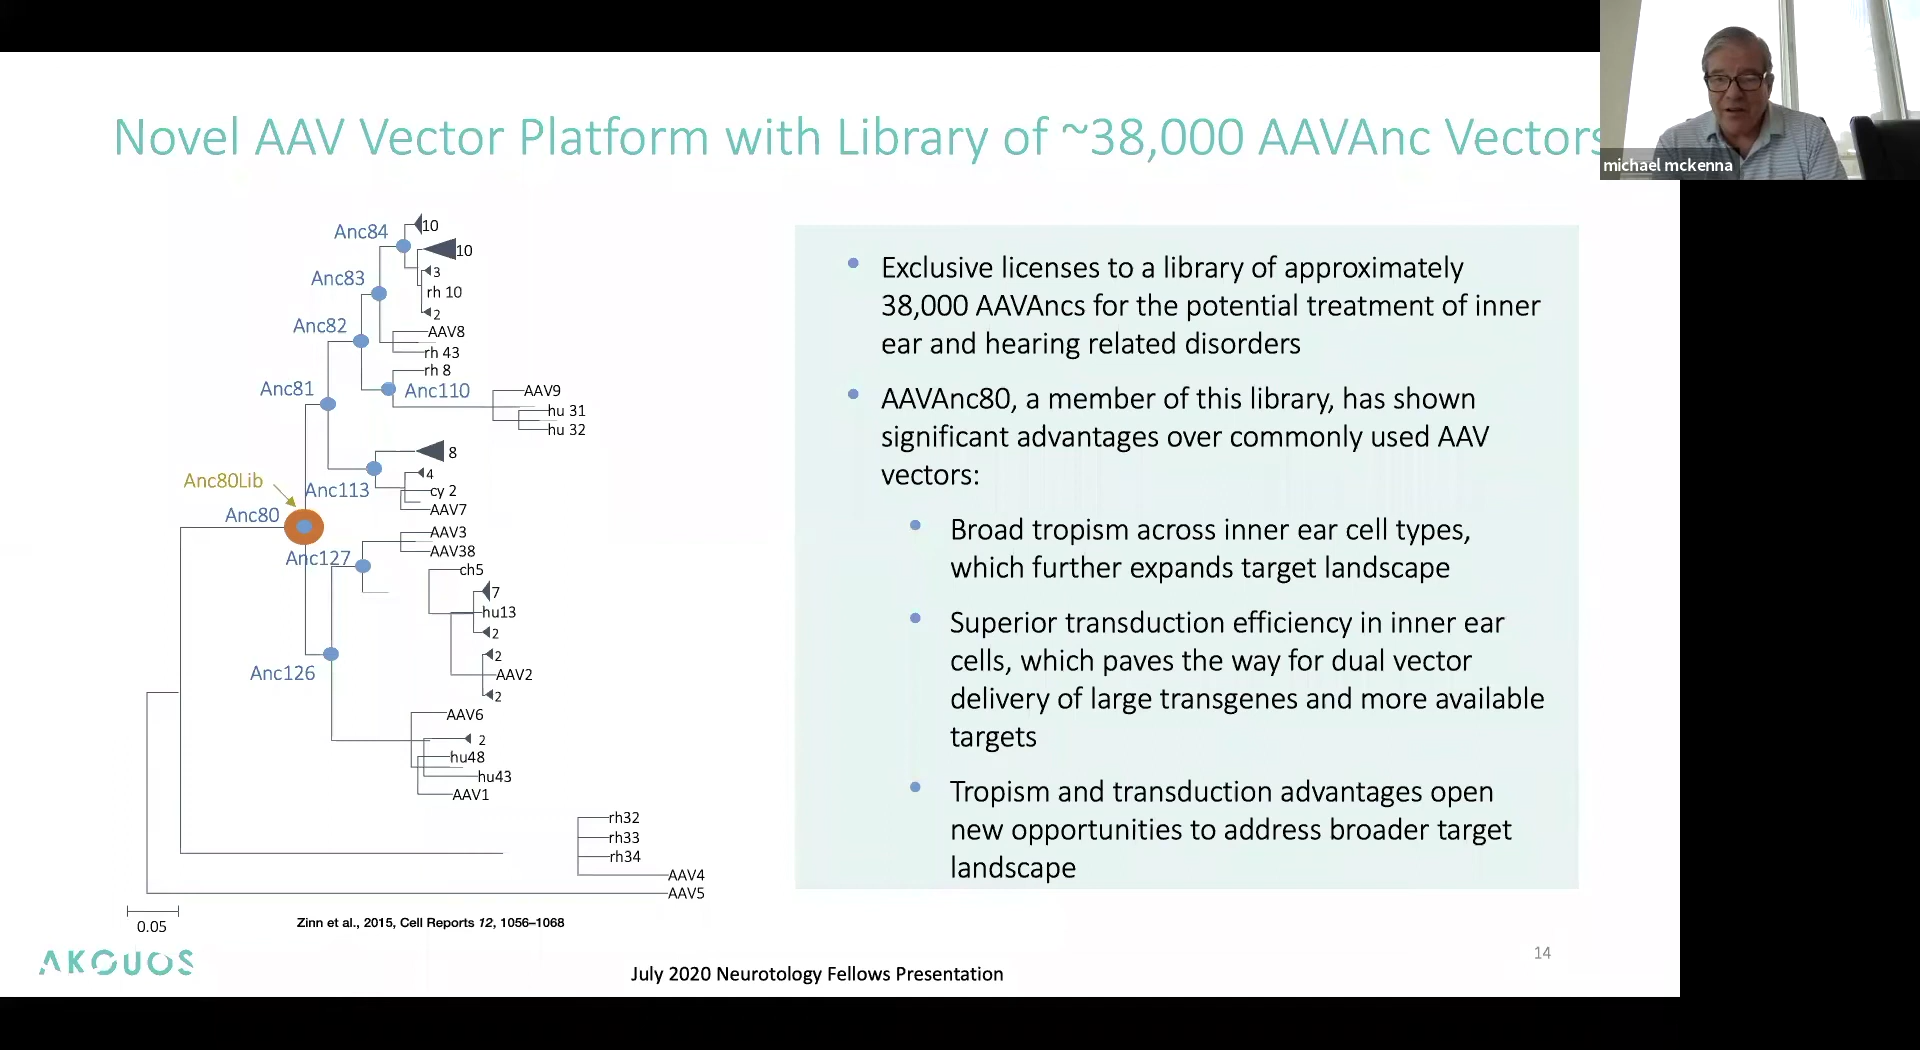 michael mckenna
Novel AAV Vector Platform with Library of ~38,000 AAVAnc Vectors
10
Anc84
10
3
Anc83
rh 10
2
Anc82
AAV8
rh 43
rh 8
Anc81
Anc110
AAV9
hu 31
hu 32
8
4
Anc80Lib
Anc113
cy 2
AAV7
Anc80
AAV3
AAV38
Anc127
ch5
7
hu13
2
2
Anc126
AAV2
2
AAV6
2
hu48
hu43
AAV1
rh32
rh33
rh34
AAV4
AAV5
0.05
Zinn et al., 2015, Cell Reports 12, 1056–1068
Exclusive licenses to a library of approximately
38,000 AAVAncs for the potential treatment of inner
ear and hearing related disorders
AAVAnc80, a member of this library, has shown
significant advantages over commonly used AAV
vectors:
Broad tropism across inner ear cell types,
which further expands target landscape
Superior transduction efficiency in inner ear
cells, which paves the way for dual vector
delivery of large transgenes and more available
targets
Tropism and transduction advantages open
new opportunities to address broader target
landscape
AKOUOS
July 2020 Neurotology Fellows Presentation
14